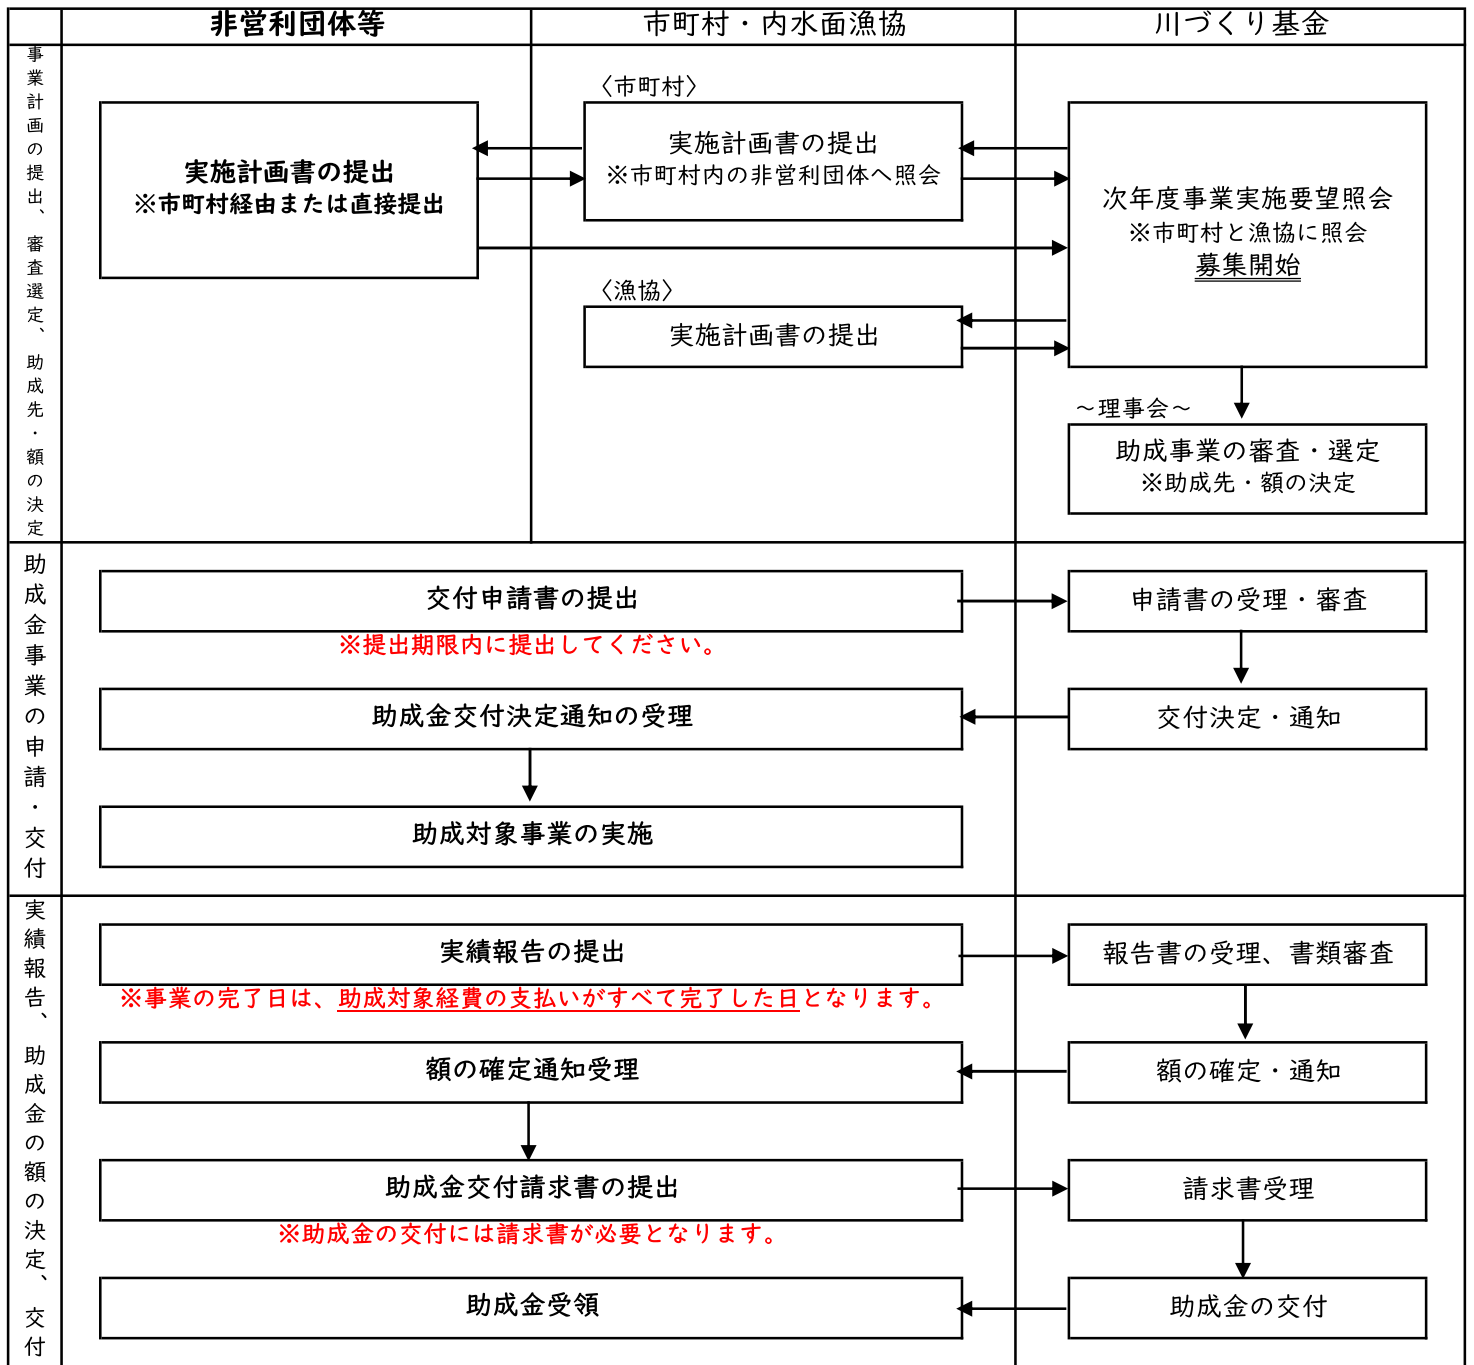 非営利団体等
市町村・内水面漁協
川づくり基金
事業計画の提出、審査選定、助成先・額の決定
〈市町村〉
実施計画書の提出
※市町村経由または直接提出
実施計画書の提出
※市町村内の非営利団体へ照会
次年度事業実施要望照会
※市町村と漁協に照会
募集開始
〈漁協〉
実施計画書の提出
～理事会～
助成事業の審査・選定
※助成先・額の決定
助成金事業の申請・交付
交付申請書の提出
申請書の受理・審査
※提出期限内に提出してください。
助成金交付決定通知の受理
交付決定・通知
助成対象事業の実施
実績報告、助成金の額の決定、交付
実績報告の提出
報告書の受理、書類審査
※事業の完了日は、助成対象経費の支払いがすべて完了した日となります。
額の確定通知受理
額の確定・通知
助成金交付請求書の提出
請求書受理
※助成金の交付には請求書が必要となります。
助成金受領
助成金の交付